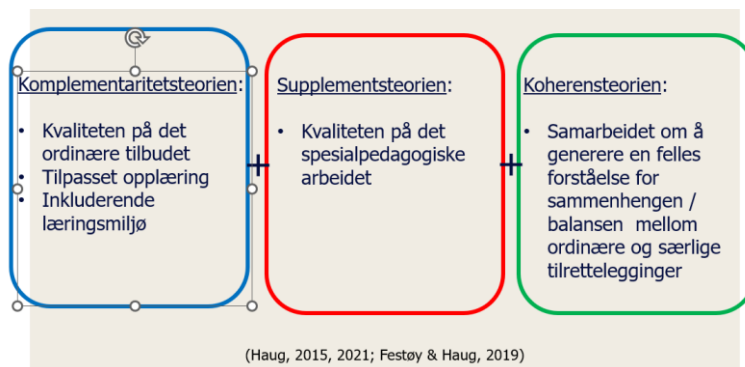 Komplementaritetsteorien:
• Kvaliteten på det
ordinære tilbudet
• Tilpasset opplæring
• Inkluderende
læringsmiljø
+
Supplementsteorien:
• Kvaliteten på det
spesialpedagogiske
arbeidet
+
Koherensteorien:
• Samarbeidet om å
generere en felles
forståelse for
sammenhengen /
balansen mellom
ordinære og særlige
tilrettelegginger
(Haug, 2015, 2021; Festøy & Haug, 2019)